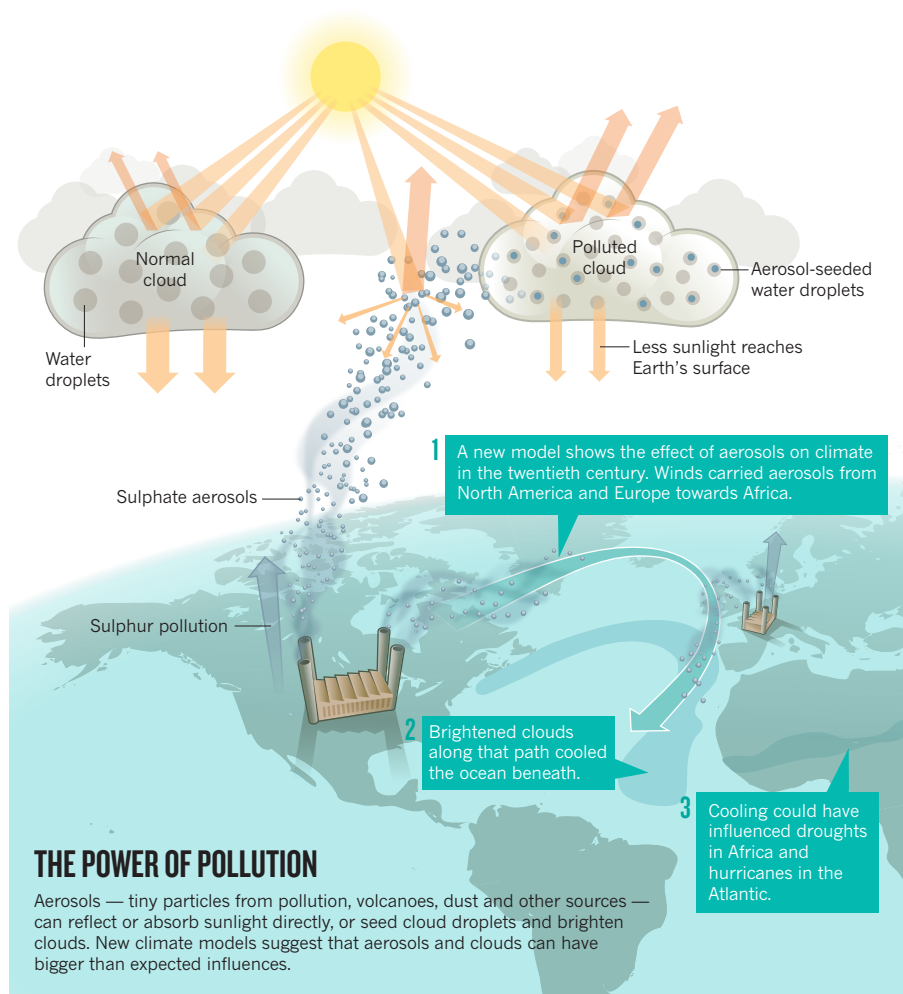 Normal
cloud
Polluted
cloud
Aerosol-seeded
water droplets
Water
droplets
Less sunlight reaches
Earth’s surface
1
A new model shows the effect of aerosols on climate
in the twentieth century. Winds carried aerosols from
North America and Europe towards Africa.
Sulphate aerosols
Sulphur pollution
2
Brightened clouds
along that path cooled
the ocean beneath.
3
Cooling could have
influenced droughts
in Africa and
hurricanes in the
Atlantic.
THE POWER OF POLLUTION
Aerosols — tiny particles from pollution, volcanoes, dust and other sources —
can reflect or absorb sunlight directly, or seed cloud droplets and brighten
clouds. New climate models suggest that aerosols and clouds can have
bigger than expected influences.